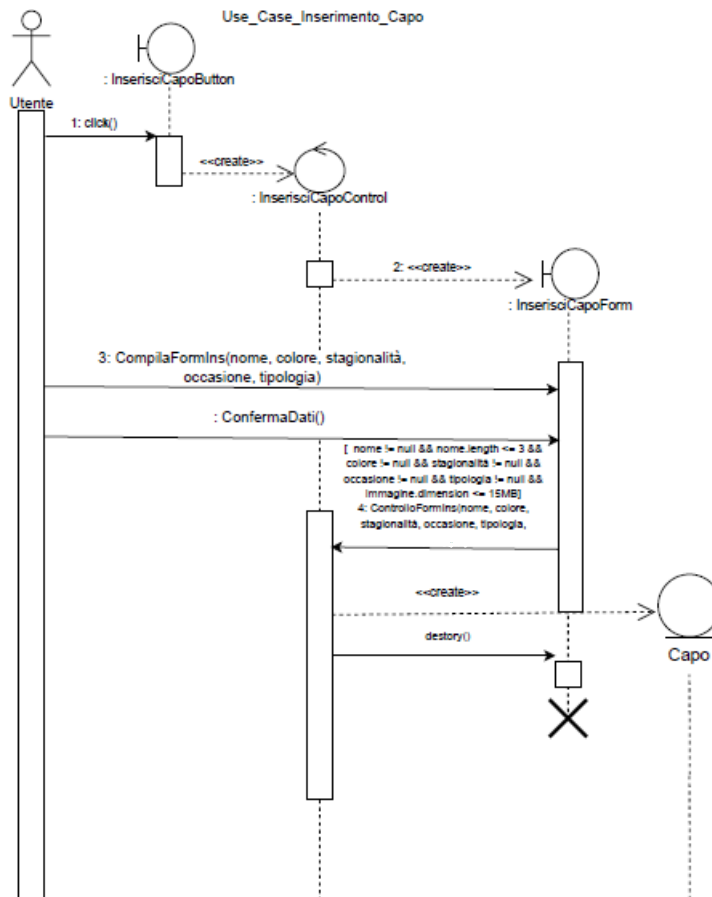 Use_Case_Inserimento_Capo
: InserisciCapoButton
Utente
1: click()
<<create>>
: InserisciCapoControl
2: <<create>>
: InserisciCapoForm
3: CompilaFormIns(nome, colore, stagionalità,
occasione, tipologia)
: ConfermaDati()
[ nome != null && nome.length <= 3 &&
colore != null && stagionalità != null &&
occasione != null && tipologia != null &&
immagine.dimension <= 15MB]
4: ControlloFormIns(nome, colore,
stagionalità, occasione, tipologia,
<<create>>
destory()
Capo